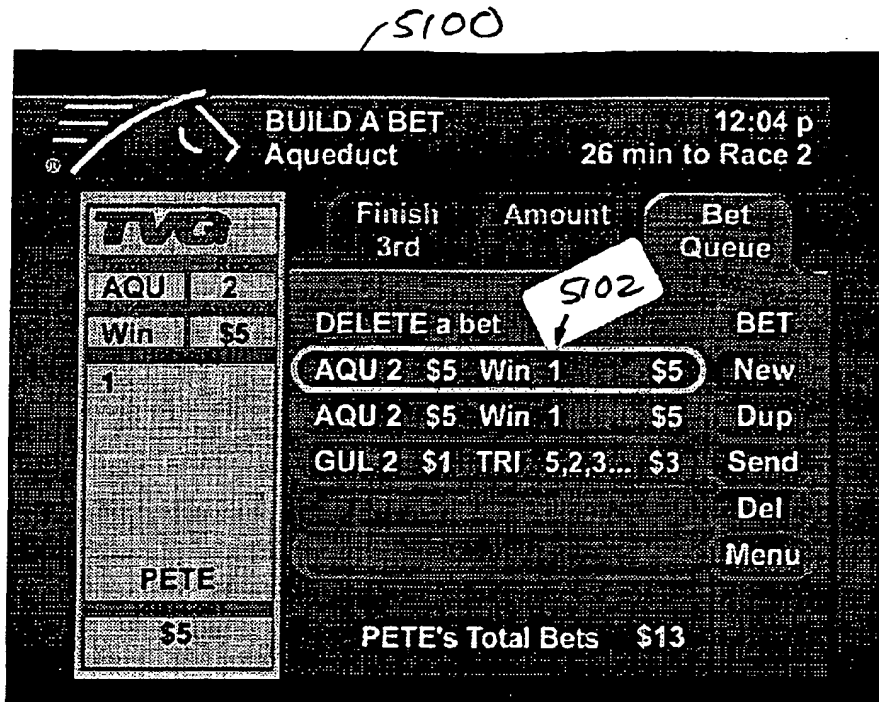 5100
BUILD A BET 12:04 p
Aqueduct 26 min to Race 2
®
TVG
AQU 2
Win $5
1
PETE
$5
Finish 3rd
Amount
Bet Queue
5102
DELETE a bet BET
AQU 2 $5 Win 1 $5 New
AQU 2 $5 Win 1 $5 Dup
GUL 2 $1 TRI 5,2,3... $3 Send
Del
Menu
PETE's Total Bets $13